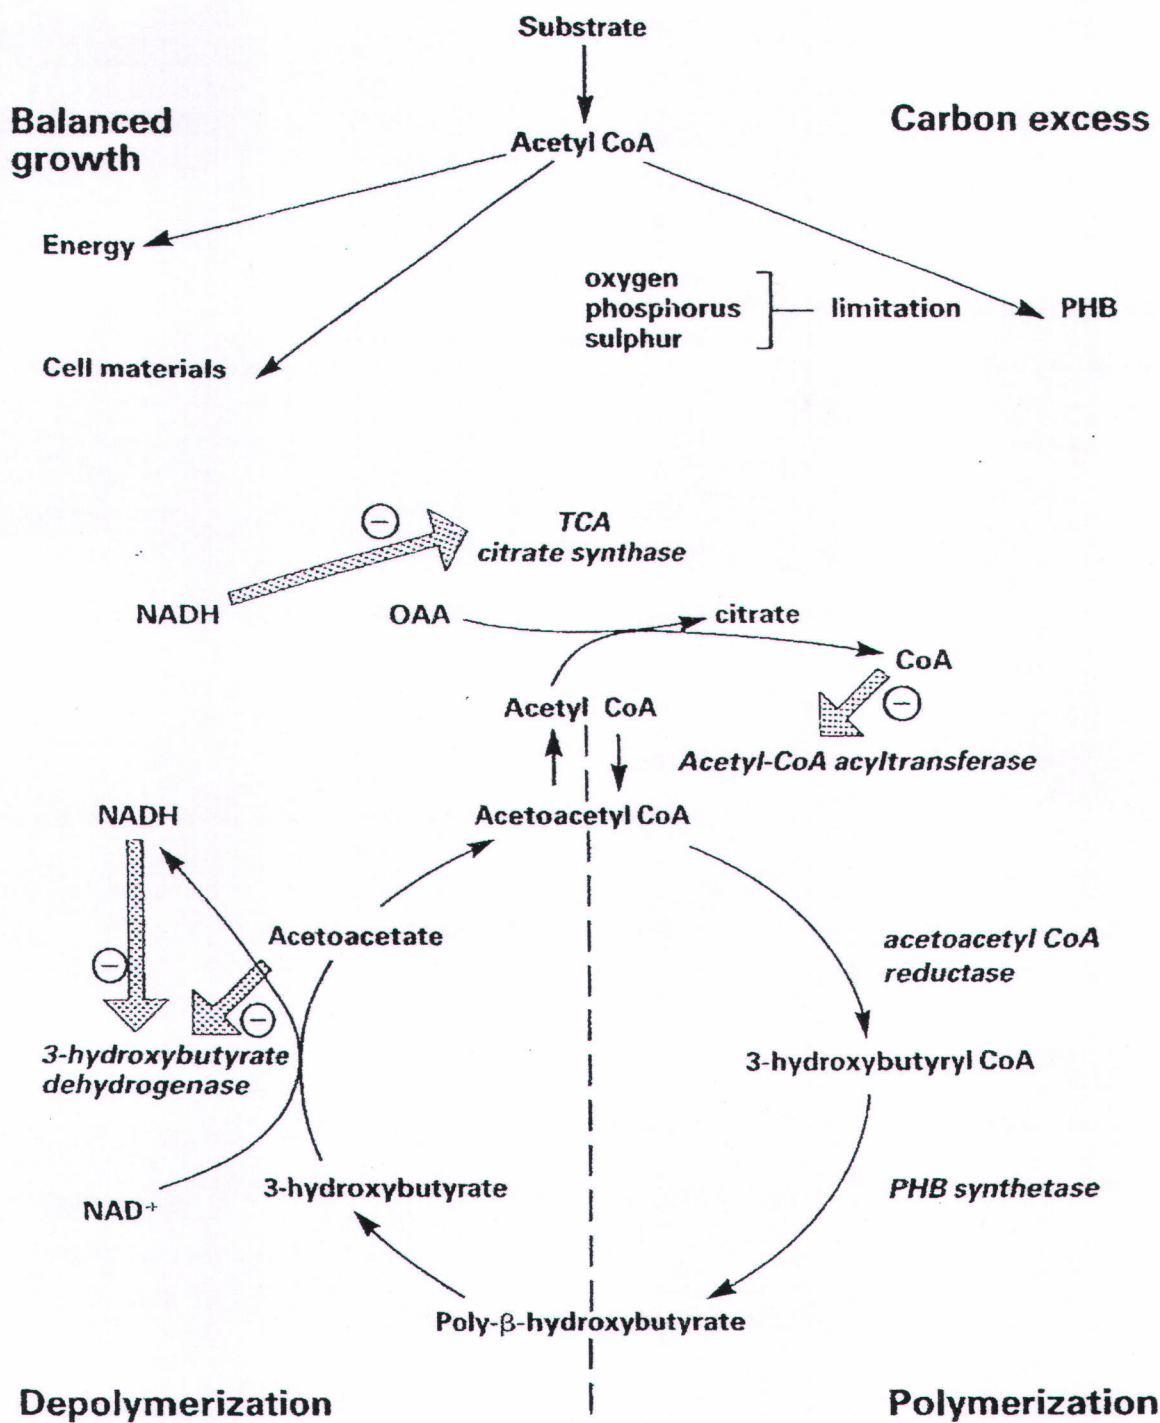 Substrate
Balanced
growth
Carbon excess
Acetyl CoA
Energy
oxygen
phosphorus
sulphur
limitation
PHB
Cell materials
−
TCA
citrate synthase
NADH
OAA
citrate
CoA
−
Acetyl CoA
Acetyl-CoA acyltransferase
NADH
Acetoacetyl CoA
Acetoacetate
acetoacetyl CoA
reductase
−
−
3-hydroxybutyrate
dehydrogenase
3-hydroxybutyryl CoA
NAD+
3-hydroxybutyrate
PHB synthetase
Poly-β-hydroxybutyrate
Depolymerization
Polymerization